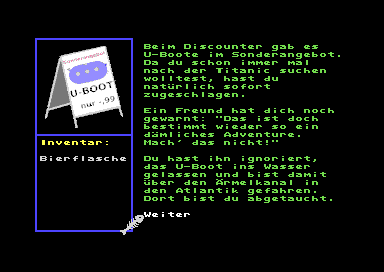 Sonderangebot
U-BOOT
nur -,99
Inventar:
Bierflasche
Beim Discounter gab es
U-Boote im Sonderangebot.
Da du schon immer mal
nach der Titanic suchen
wolltest, hast du
natürlich sofort
zugeschlagen.
Ein Freund hat dich noch
gewarnt: "Das ist doch
bestimmt wieder so ein
dämliches Adventure.
Mach' das nicht!"
Du hast ihn ignoriert,
das U-Boot ins Wasser
gelassen und bist damit
über den Ärmelkanal in
den Atlantik gefahren.
Dort bist du abgetaucht.
Weiter